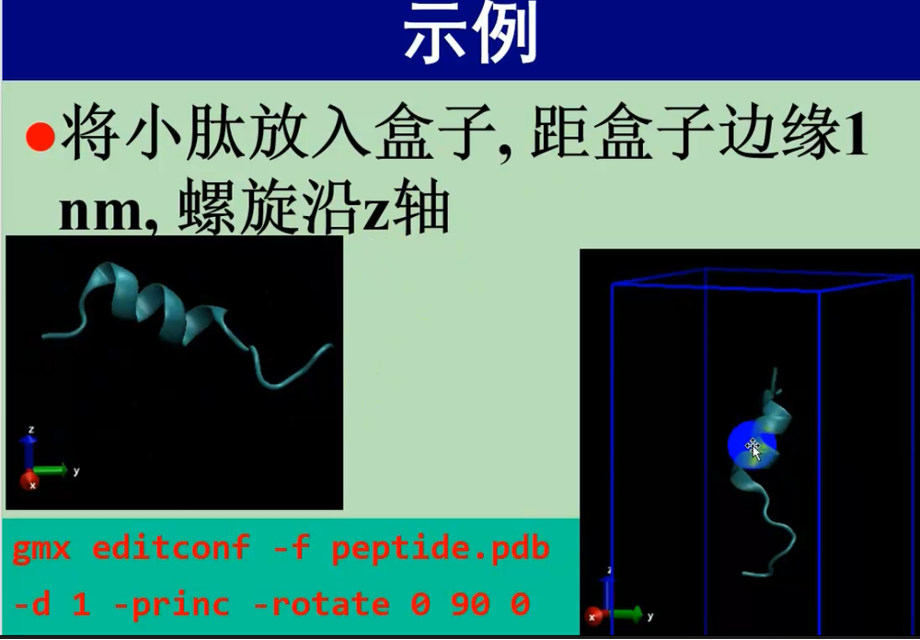 示例
将小肽放入盒子, 距盒子边缘1
nm, 螺旋沿z轴
z
y
x
z
y
x
gmx editconf -f peptide.pdb
-d 1 -princ -rotate 0 90 0